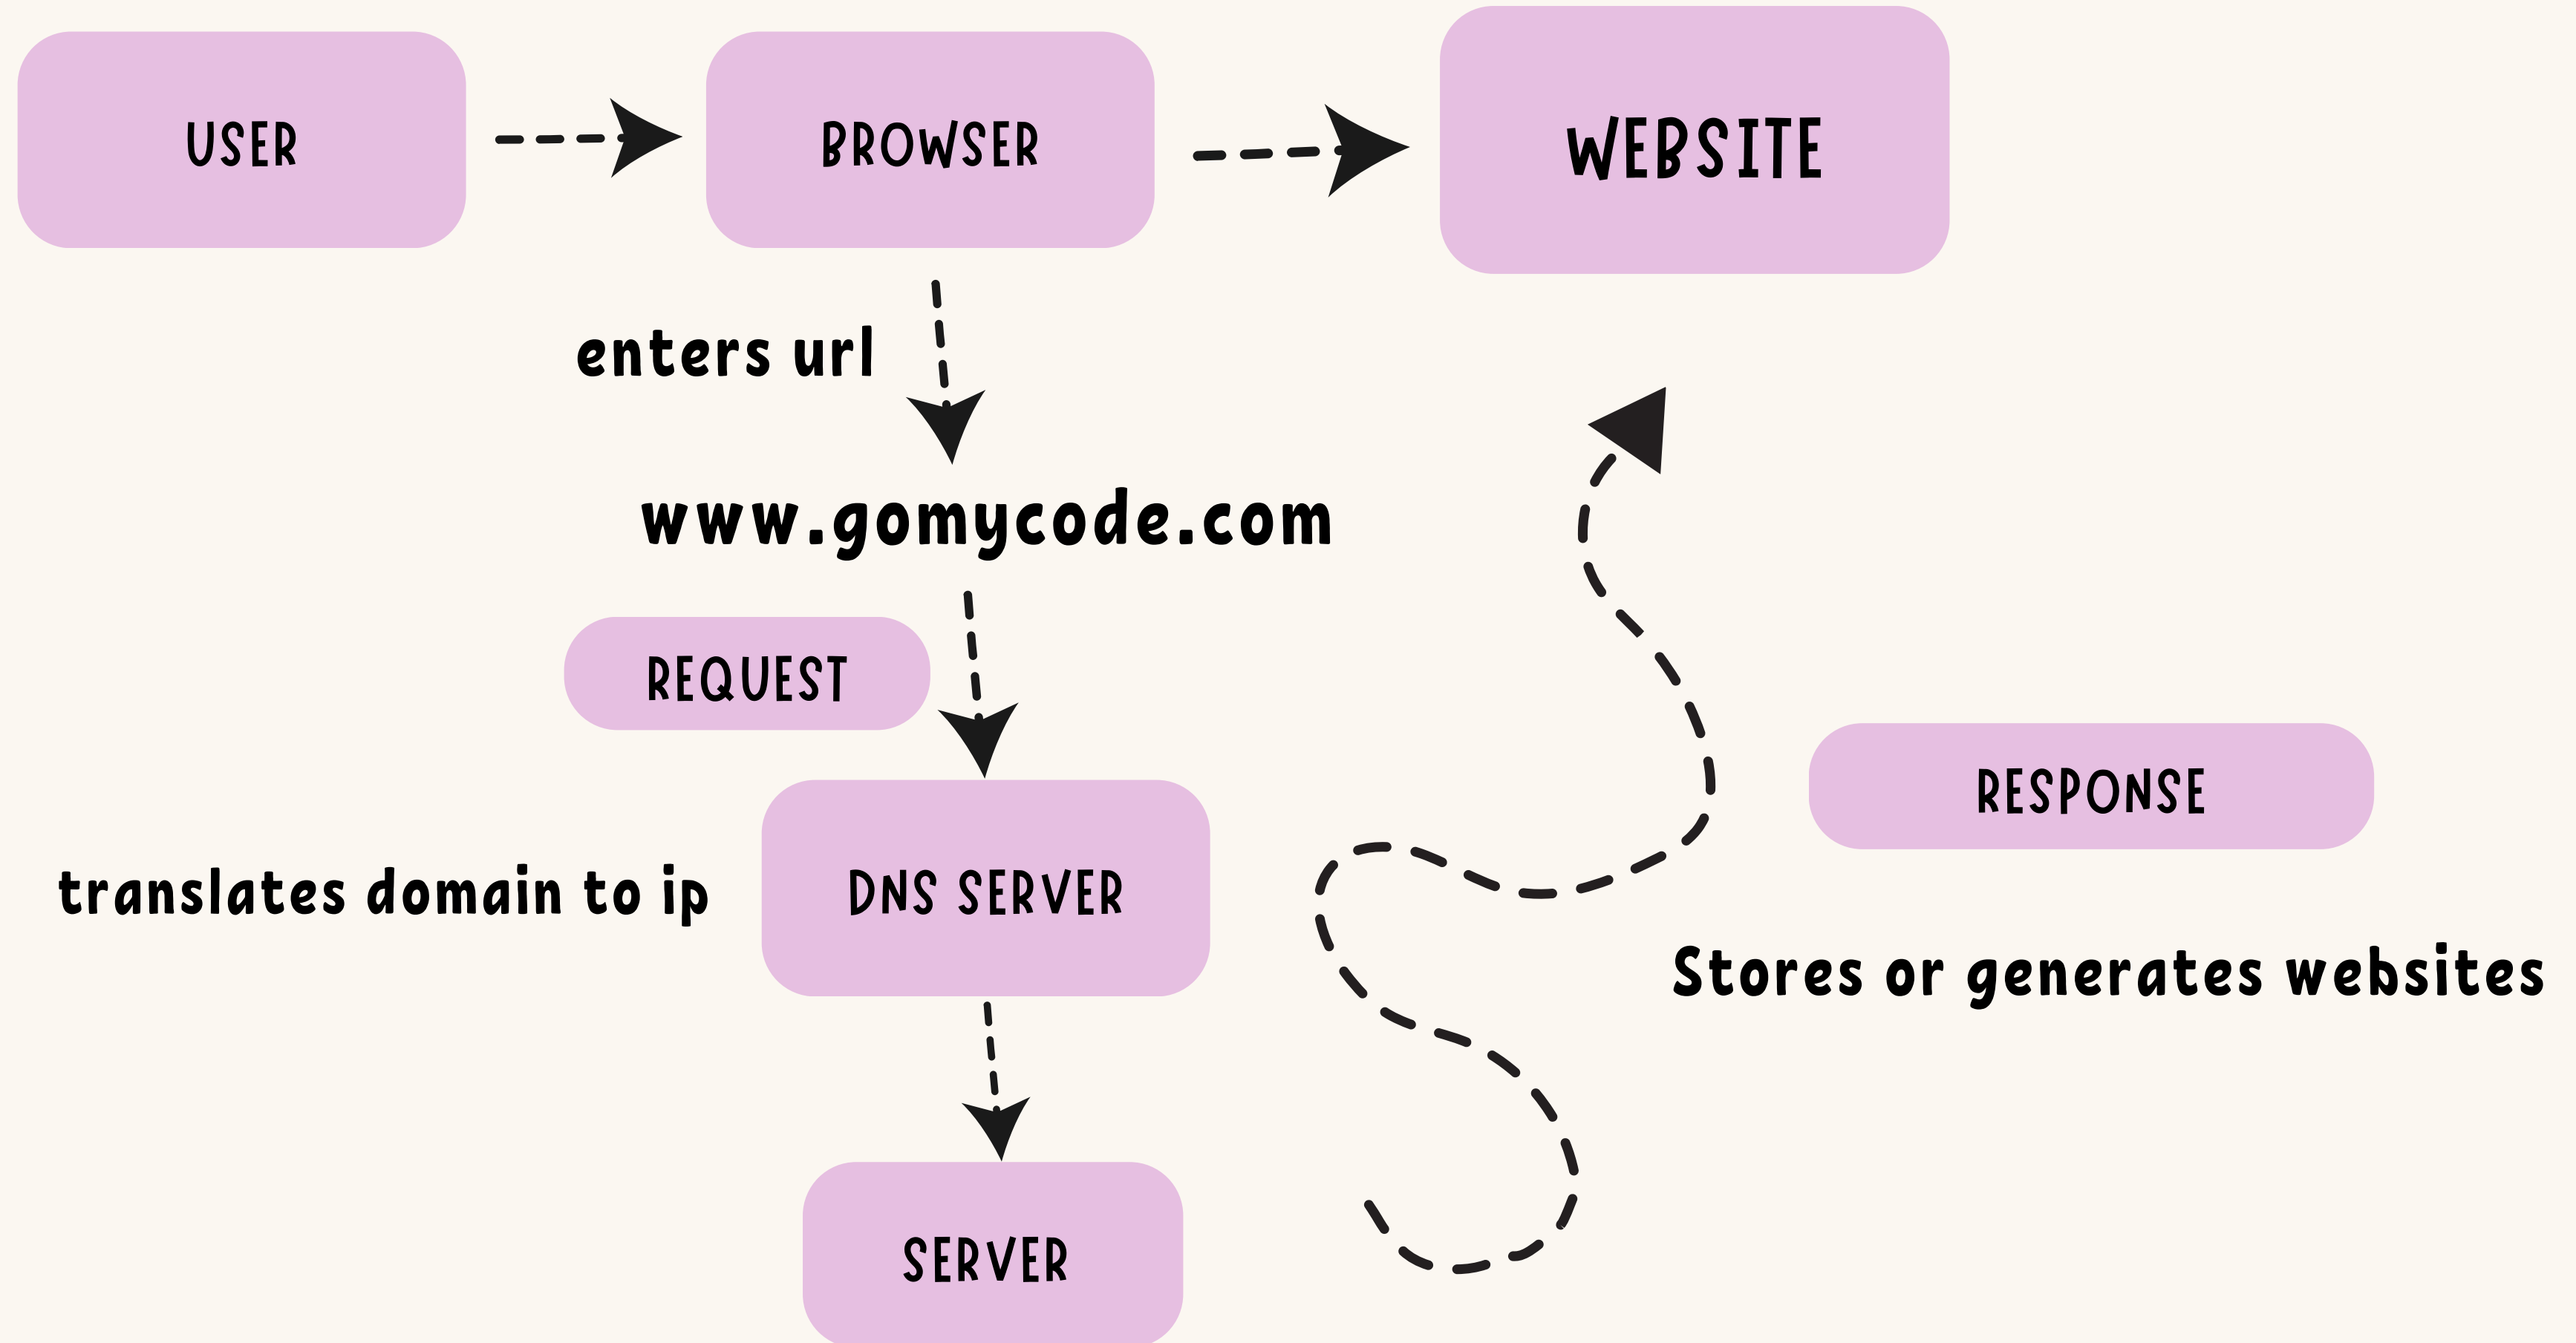 USER
BROWSER
WEBSITE
enters url
www.gomycode.com
REQUEST
RESPONSE
translates domain to ip
DNS SERVER
Stores or generates websites
SERVER